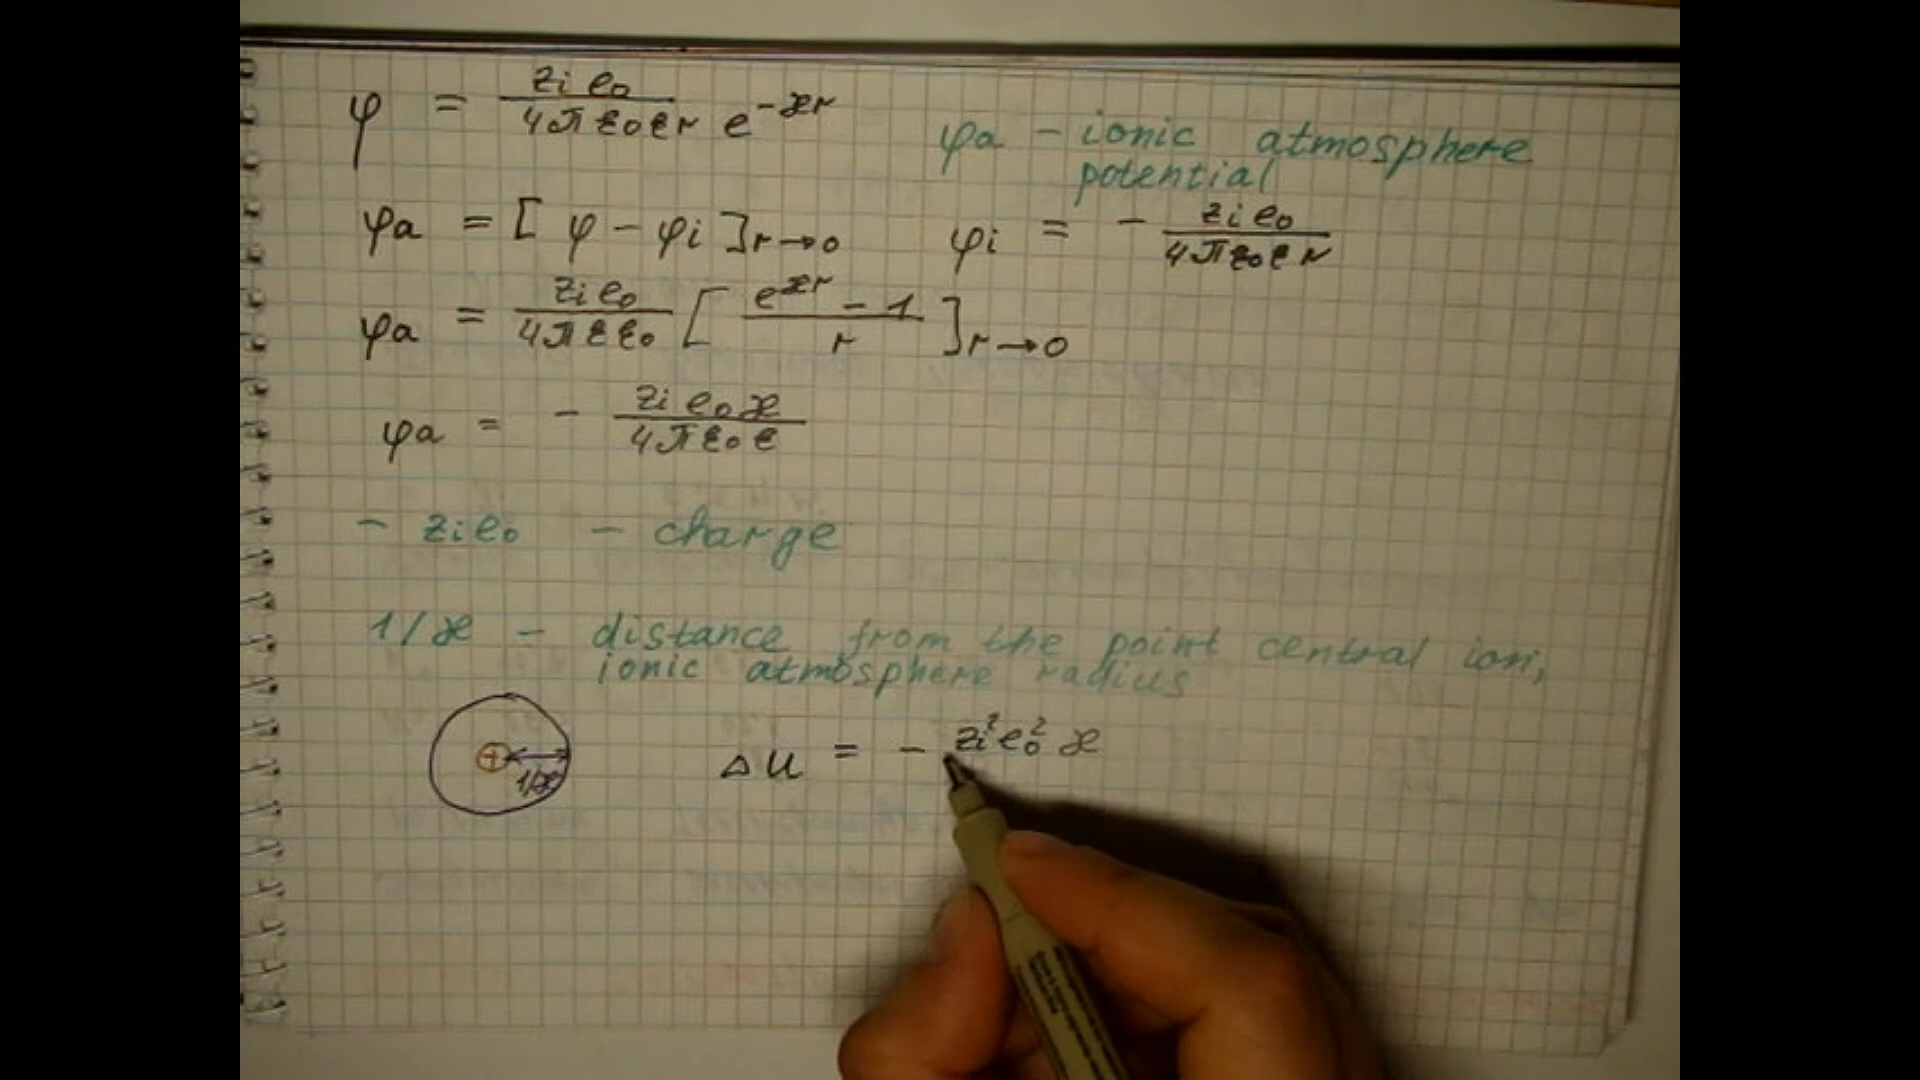 φ = zi e₀ / 4π ε₀ ε r e^-ær
φa – ionic atmosphere
potential
φa = [ φ – φi ] r→0 φi = - zi e₀ / 4π ε₀ ε r
φa = zi e₀ / 4π ε ε₀ [ e^ær – 1 / r ] r→0
φa = - zi e₀ æ / 4π ε₀ ε
- zi e₀ – charge
1/æ – distance from the point central ion,
ionic atmosphere radius
+
1/æ
Δ U = - zi² e₀² æ